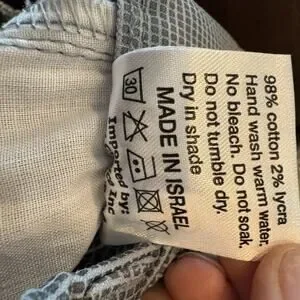 98% cotton 2% lycra
Hand wash warm water.
No bleach. Do not soak.
Do not tumble dry.
Dry in shade
MADE IN ISRAEL
30
Imported by:
Inc